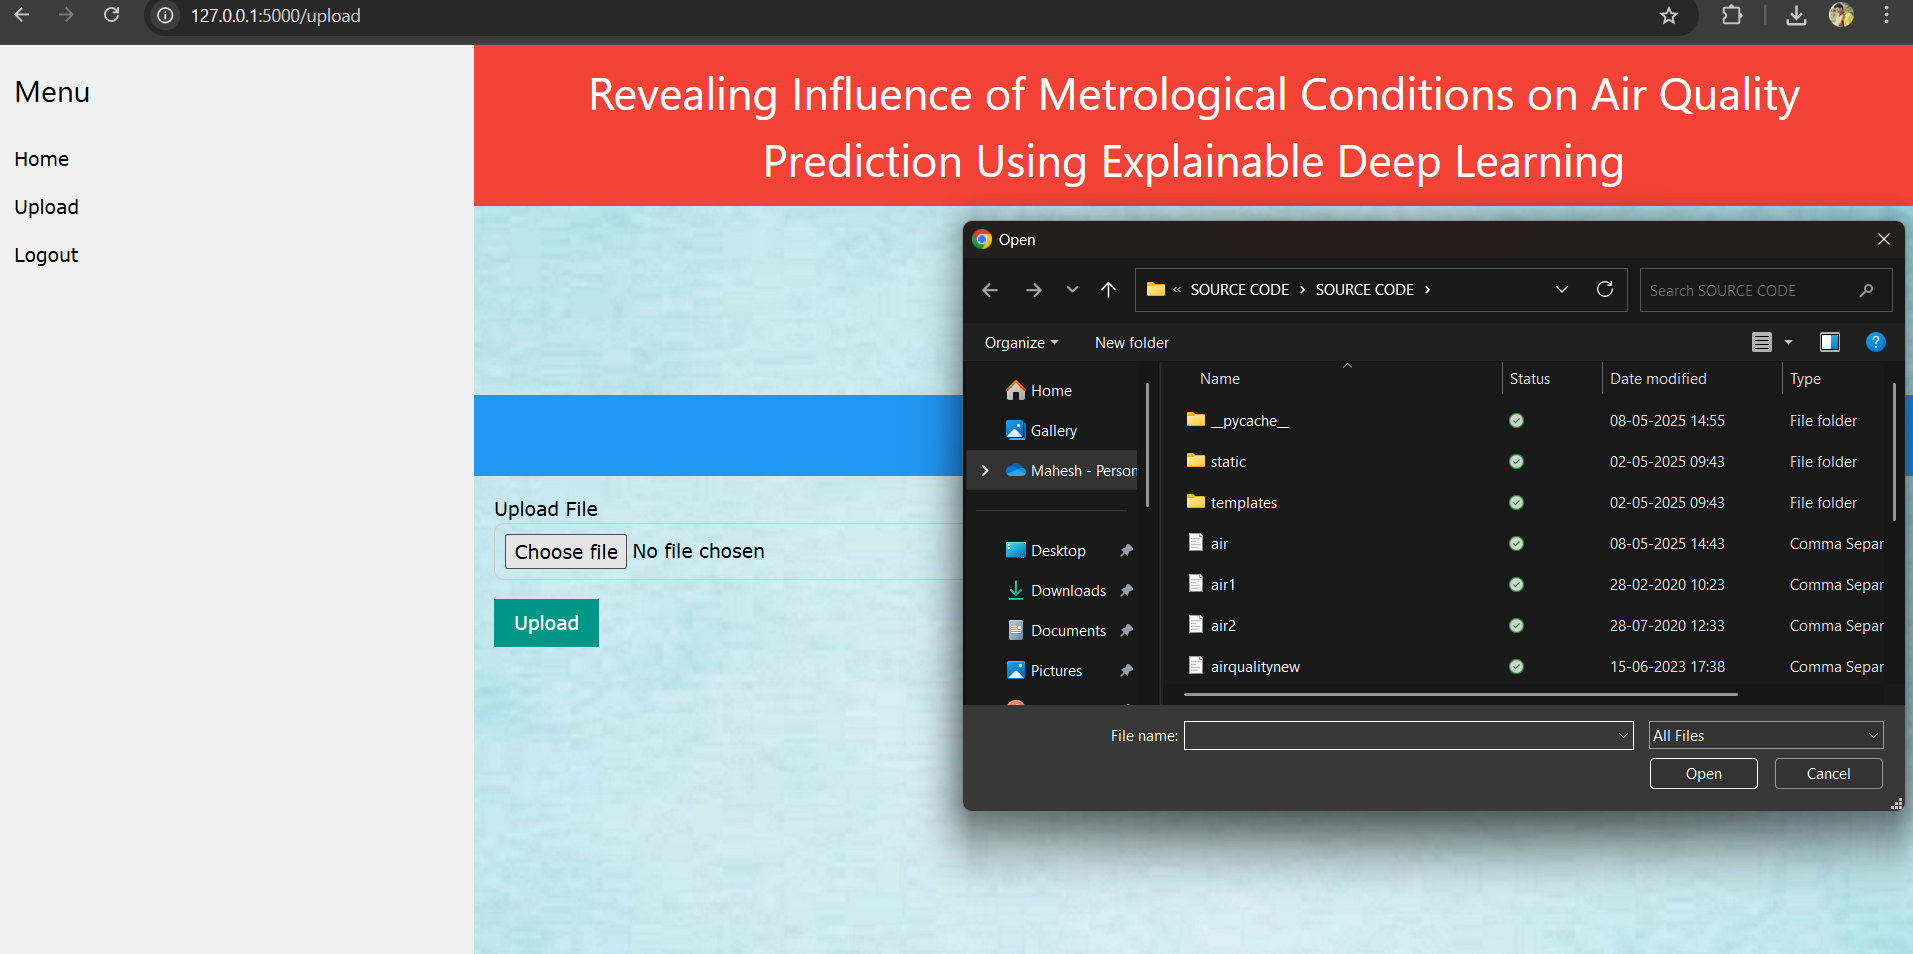 127.0.0.1:5000/upload
Menu
Home
Upload
Logout
Revealing Influence of Metrological Conditions on Air Quality
Prediction Using Explainable Deep Learning
Upload File
Choose file No file chosen
Upload
Open
« SOURCE CODE › SOURCE CODE ›
Search SOURCE CODE
Organize New folder
Home
Gallery
Mahesh - Person
Desktop
Downloads
Documents
Pictures
Name Status Date modified Type
__pycache__ 08-05-2025 14:55 File folder
static 02-05-2025 09:43 File folder
templates 02-05-2025 09:43 File folder
air 08-05-2025 14:43 Comma Separ
air1 28-02-2020 10:23 Comma Separ
air2 28-07-2020 12:33 Comma Separ
airqualitynew 15-06-2023 17:38 Comma Separ
File name: All Files
Open Cancel